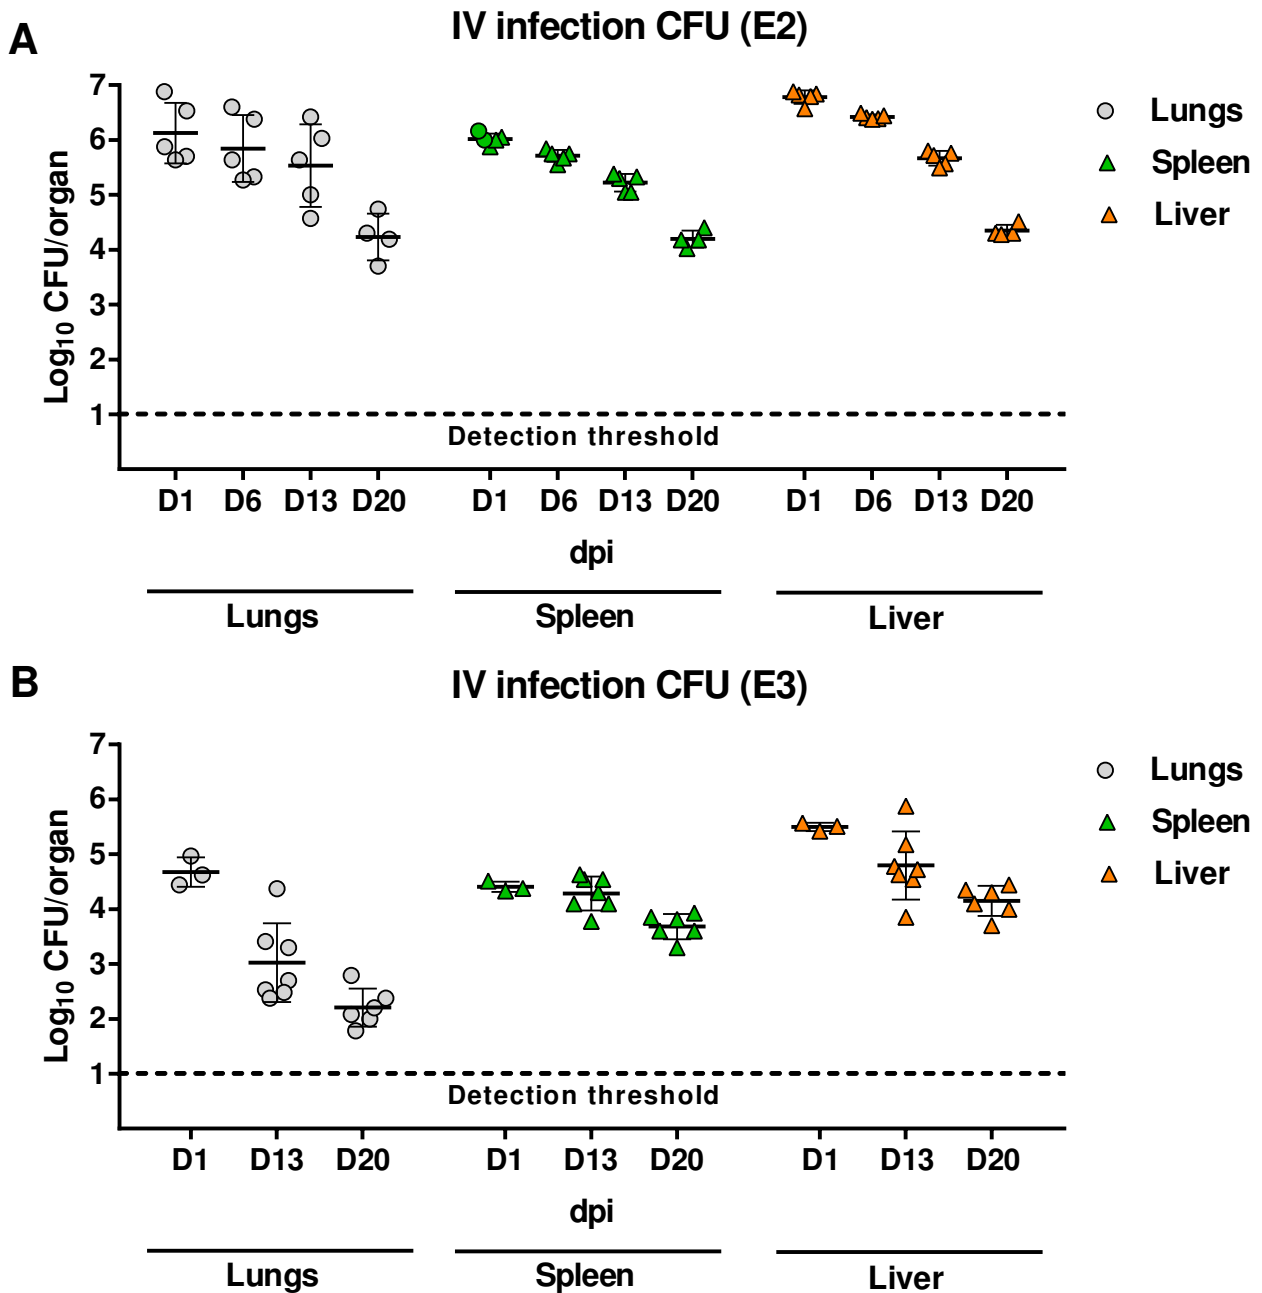 A
IV infection CFU (E2)
Log10 CFU/organ
7
6
5
4
3
2
1
Detection threshold
D1 D6 D13 D20 D1 D6 D13 D20 D1 D6 D13 D20
dpi
Lungs Spleen Liver
Lungs
Spleen
Liver
B
IV infection CFU (E3)
Log10 CFU/organ
7
6
5
4
3
2
1
Detection threshold
D1 D13 D20 D1 D13 D20 D1 D13 D20
dpi
Lungs Spleen Liver
Lungs
Spleen
Liver